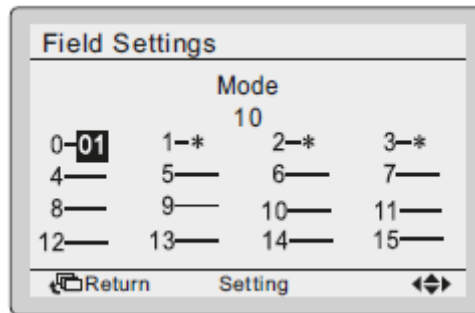 Field Settings
Mode
10
0-01 1-* 2-* 3-*
4— 5— 6— 7—
8— 9— 10— 11—
12— 13— 14— 15—
Return Setting